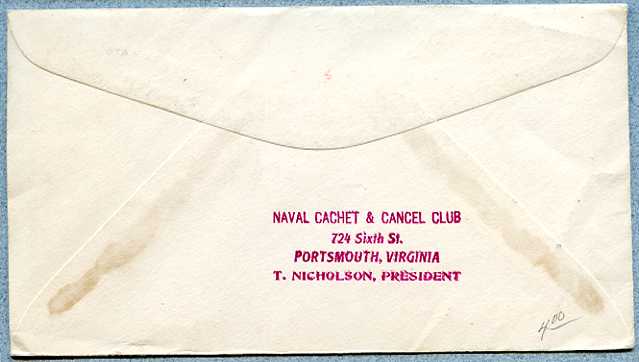 NAVAL CACHET & CANCEL CLUB
724 Sixth St.
PORTSMOUTH, VIRGINIA
T. NICHOLSON, PRESIDENT
4.00